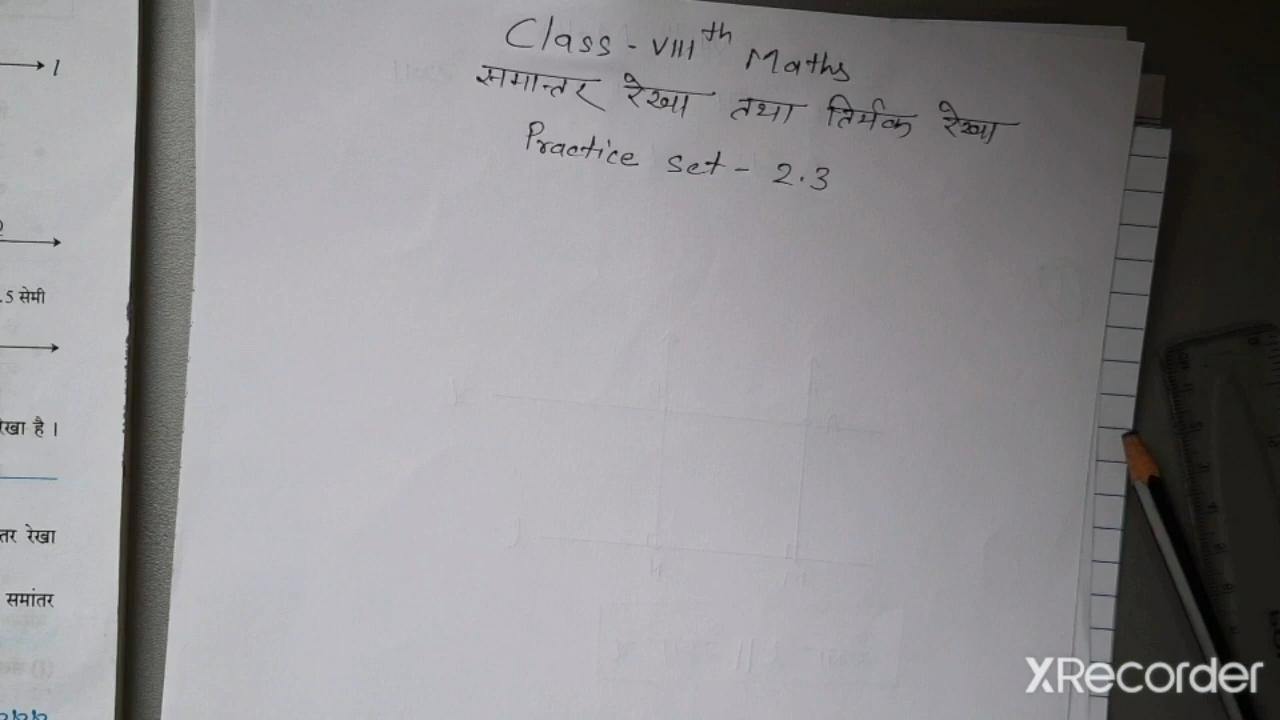 Class - VIIIth Maths
समान्तर रेखा तथा तिर्यक रेखा
Practice set - 2.3
l
.5 सेमी
रेखा है ।
तर रेखा
समांतर
XRecorder